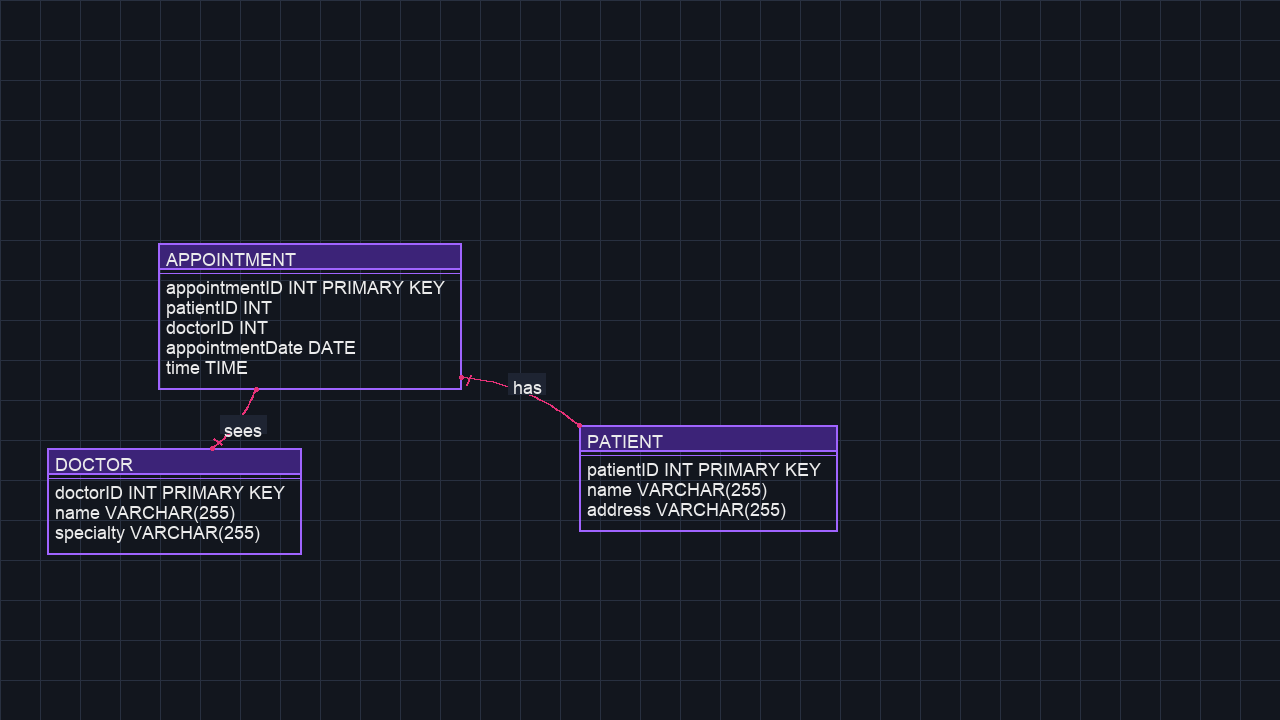 APPOINTMENT
appointmentID INT PRIMARY KEY
patientID INT
doctorID INT
appointmentDate DATE
time TIME
has
sees
PATIENT
patientID INT PRIMARY KEY
name VARCHAR(255)
address VARCHAR(255)
DOCTOR
doctorID INT PRIMARY KEY
name VARCHAR(255)
specialty VARCHAR(255)